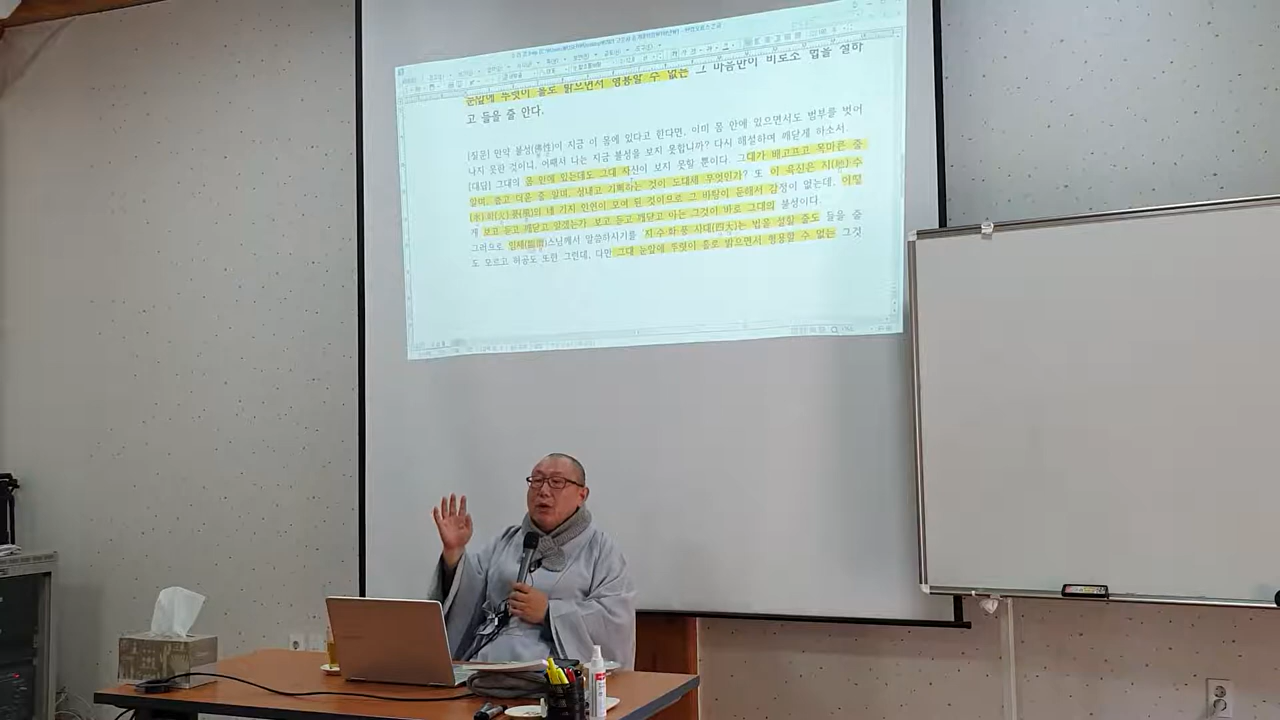 눈앞에 뚜렷이 홀로 밝으면서 형용할 수 없는 그 마음만이 비로소 법을 설하
고 들을 줄 안다.
[질문] 만약 불성(佛性)이 지금 이 몸에 있다고 한다면, 이미 몸 안에 있으면서도 범부를 벗어
나지 못한 것이니, 어째서 나는 지금 불성을 보지 못합니까? 다시 해설하며 깨닫게 하소서.
[대답] 그대의 몸 안에 있는데도 그대 자신이 보지 못할 뿐이다. 그대가 배고프고 목마른 줄
알며, 춥고 더운 줄 알며, 성내고 기뻐하는 것이 도대체 무엇인가? 또 이 육신은 지(地) 수
(水) 화(火) 풍(風)의 네 가지 인연이 모여 된 것이므로 그 바탕이 둔해서 감정이 없는데, 어떻
게 보고 듣고 깨닫고 알겠는가 보고 듣고 깨닫고 아는 그것이 바로 그대의 불성이다.
그러므로 임제(臨濟)스님께서 말씀하시기를 지·수·화·풍 사대(四大)는 법을 설할 줄도 들을 줄
도 모르고 허공도 또한 그런데, 다만 그대 눈앞에 뚜렷이 홀로 밝으면서 형용할 수 없는 그것